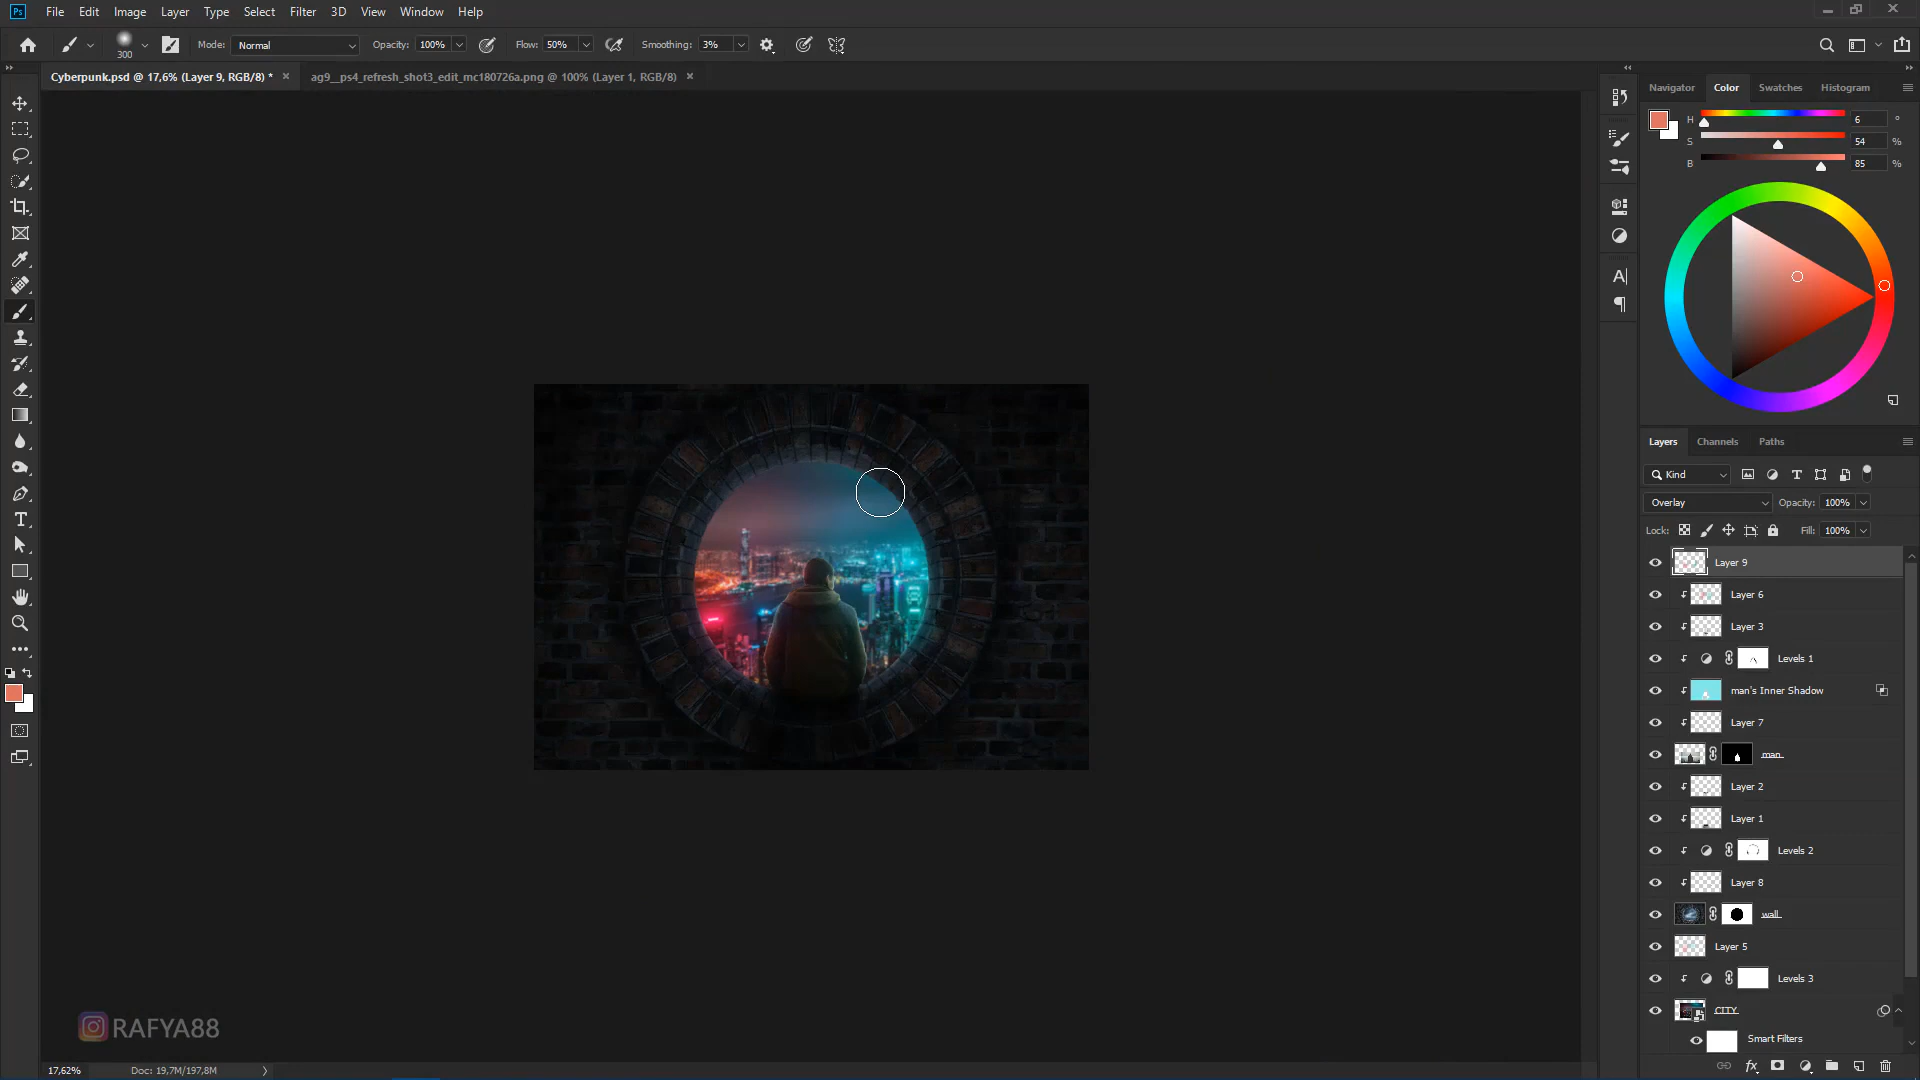 Ps File Edit Image Layer Type Select Filter 3D View Window Help
300 Mode: Normal Opacity: 100% Flow: 50% Smoothing: 3%
Cyberpunk.psd @ 17,6% (Layer 9, RGB/8) * × ag9__ps4_refresh_shot3_edit_mc180726a.png @ 100% (Layer 1, RGB/8) ×
Navigator Color Swatches Histogram
H 6 °
S 54 %
B 85 %
Layers Channels Paths
Kind
Overlay Opacity: 100%
Lock: Fill: 100%
Layer 9
Layer 6
Layer 3
Levels 1
man's Inner Shadow
Layer 7
man
Layer 2
Layer 1
Levels 2
Layer 8
wall
Layer 5
Levels 3
CITY
Smart Filters
RAFYA88
17,62% Doc: 19,7M/197,8M